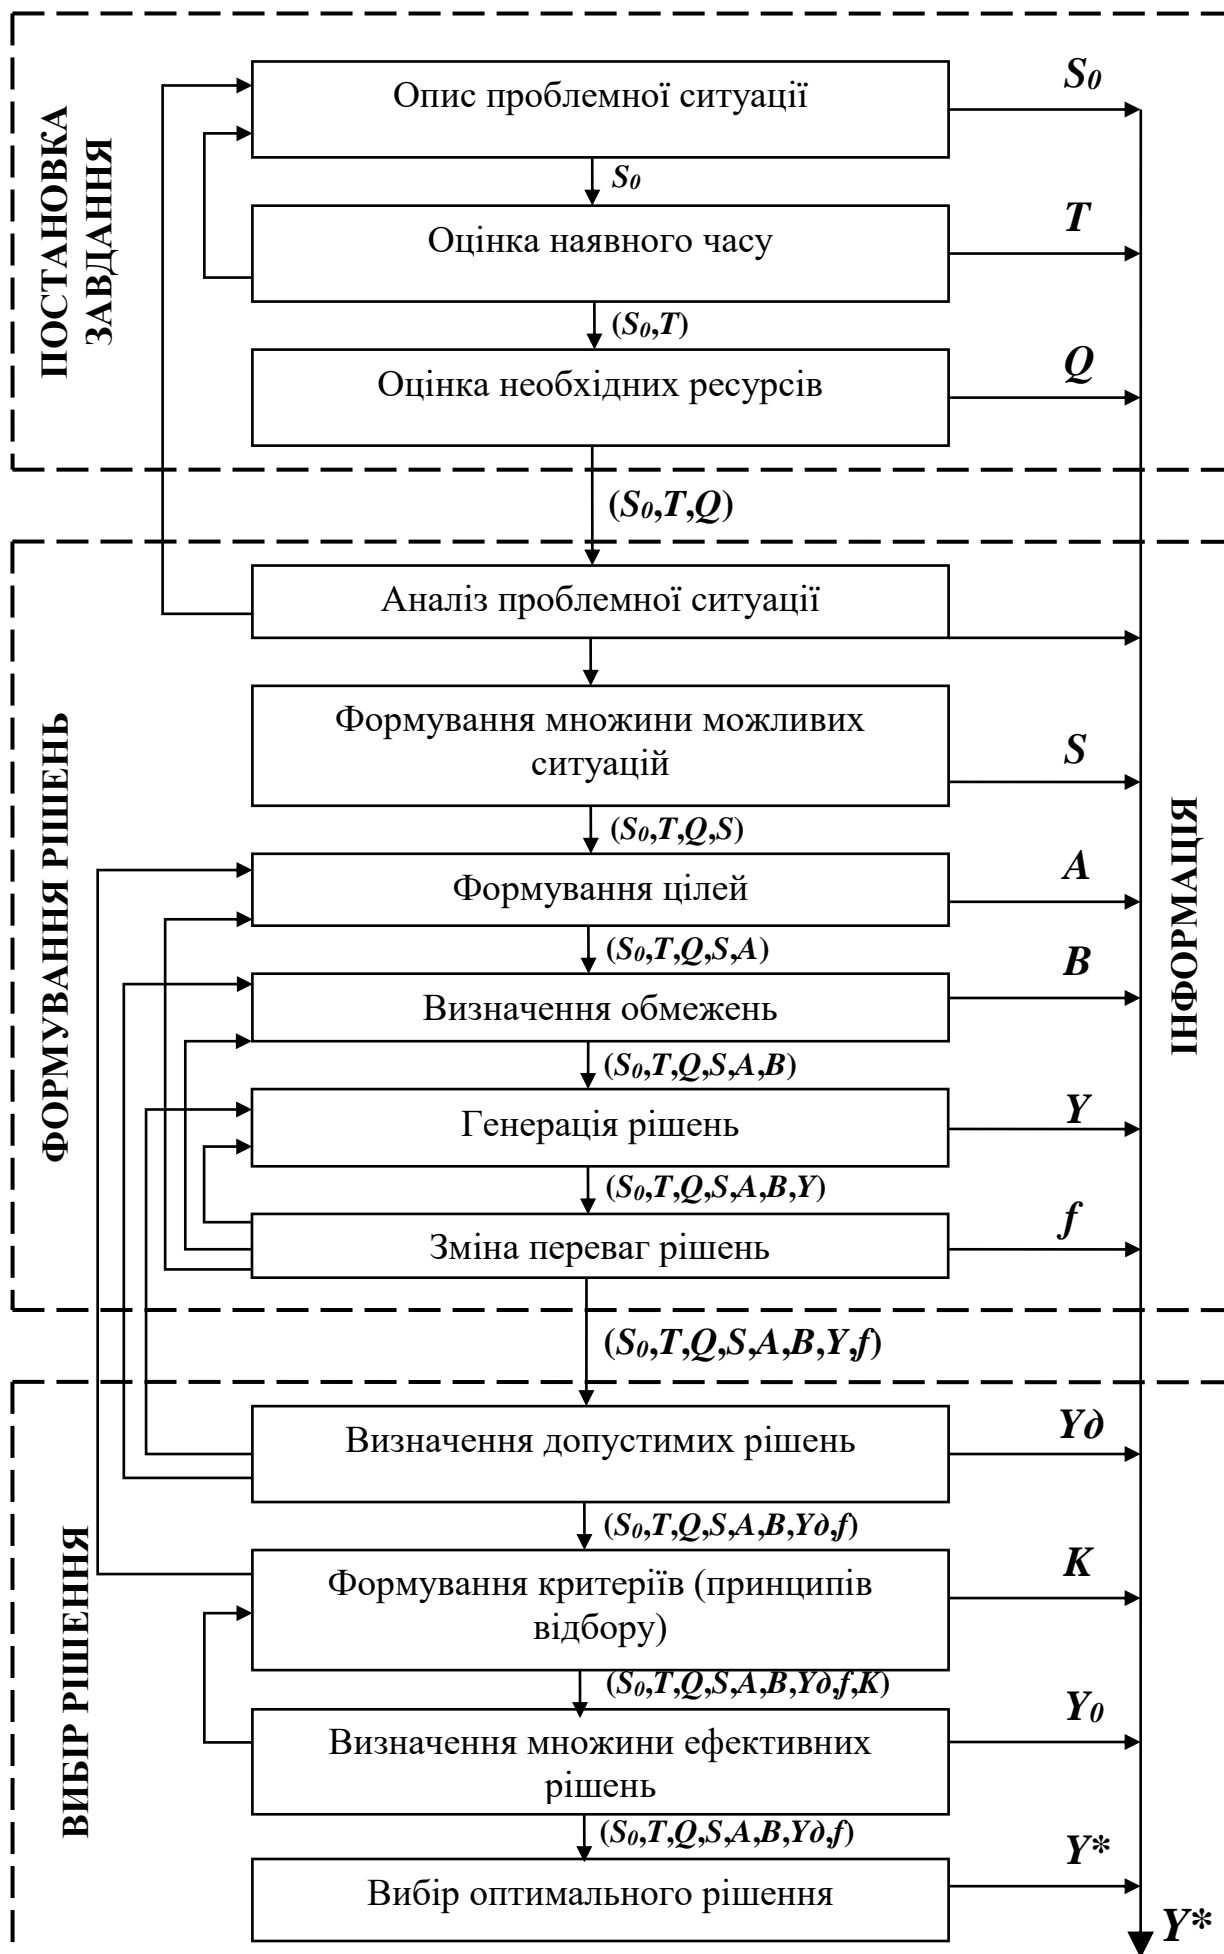 ПОСТАНОВКА
ЗАВДАННЯ
Опис проблемної ситуації
S₀
S₀
Оцінка наявного часу
T
(S₀,T)
Оцінка необхідних ресурсів
Q
(S₀,T,Q)
ФОРМУВАННЯ РІШЕНЬ
ІНФОРМАЦІЯ
Аналіз проблемної ситуації
Формування множини можливих
ситуацій
S
(S₀,T,Q,S)
Формування цілей
A
(S₀,T,Q,S,A)
Визначення обмежень
B
(S₀,T,Q,S,A,B)
Генерація рішень
Y
(S₀,T,Q,S,A,B,Y)
Зміна переваг рішень
f
(S₀,T,Q,S,A,B,Y,f)
ВИБІР РІШЕННЯ
Визначення допустимих рішень
Yд
(S₀,T,Q,S,A,B,Yд,f)
Формування критеріїв (принципів
відбору)
K
(S₀,T,Q,S,A,B,Yд,f,K)
Визначення множини ефективних
рішень
Y₀
(S₀,T,Q,S,A,B,Yд,f)
Вибір оптимального рішення
Y*
Y*